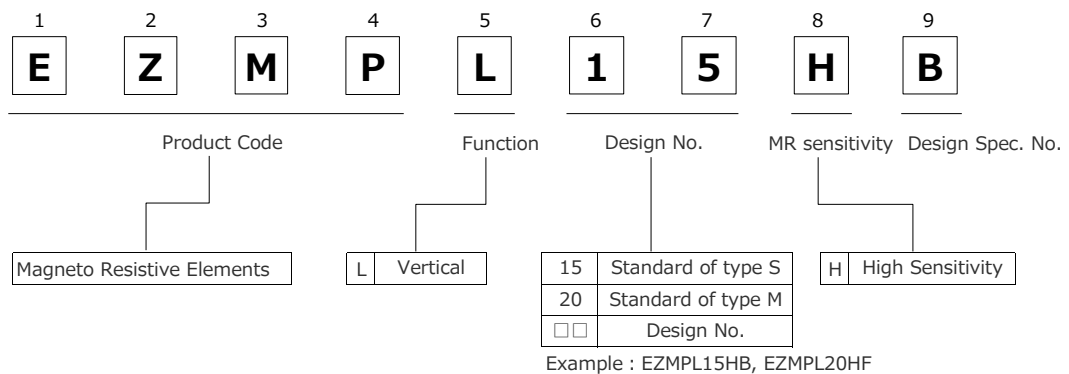 1 2 3 4 5 6 7 8 9
E Z M P L 1 5 H B
Product Code Function Design No. MR sensitivity Design Spec. No.
Magneto Resistive Elements L Vertical 15 Standard of type S H High Sensitivity
20 Standard of type M
□□ Design No.
Example : EZMPL15HB, EZMPL20HF